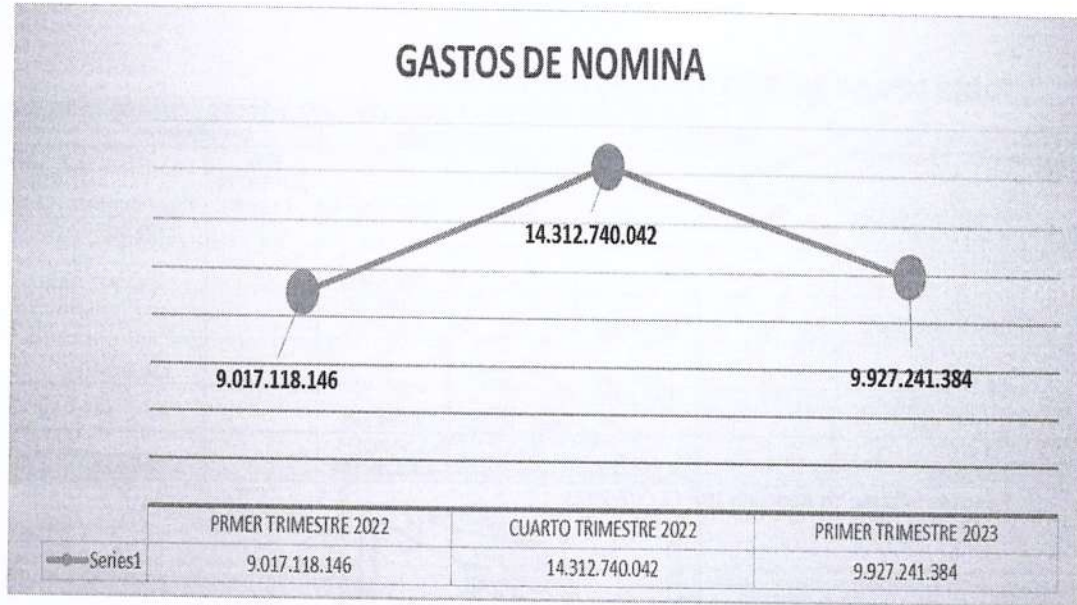 GASTOS DE NOMINA
14.312.740.042
9.017.118.146
9.927.241.384
PRMER TRIMESTRE 2022 CUARTO TRIMESTRE 2022 PRIMER TRIMESTRE 2023
Series1 9.017.118.146 14.312.740.042 9.927.241.384